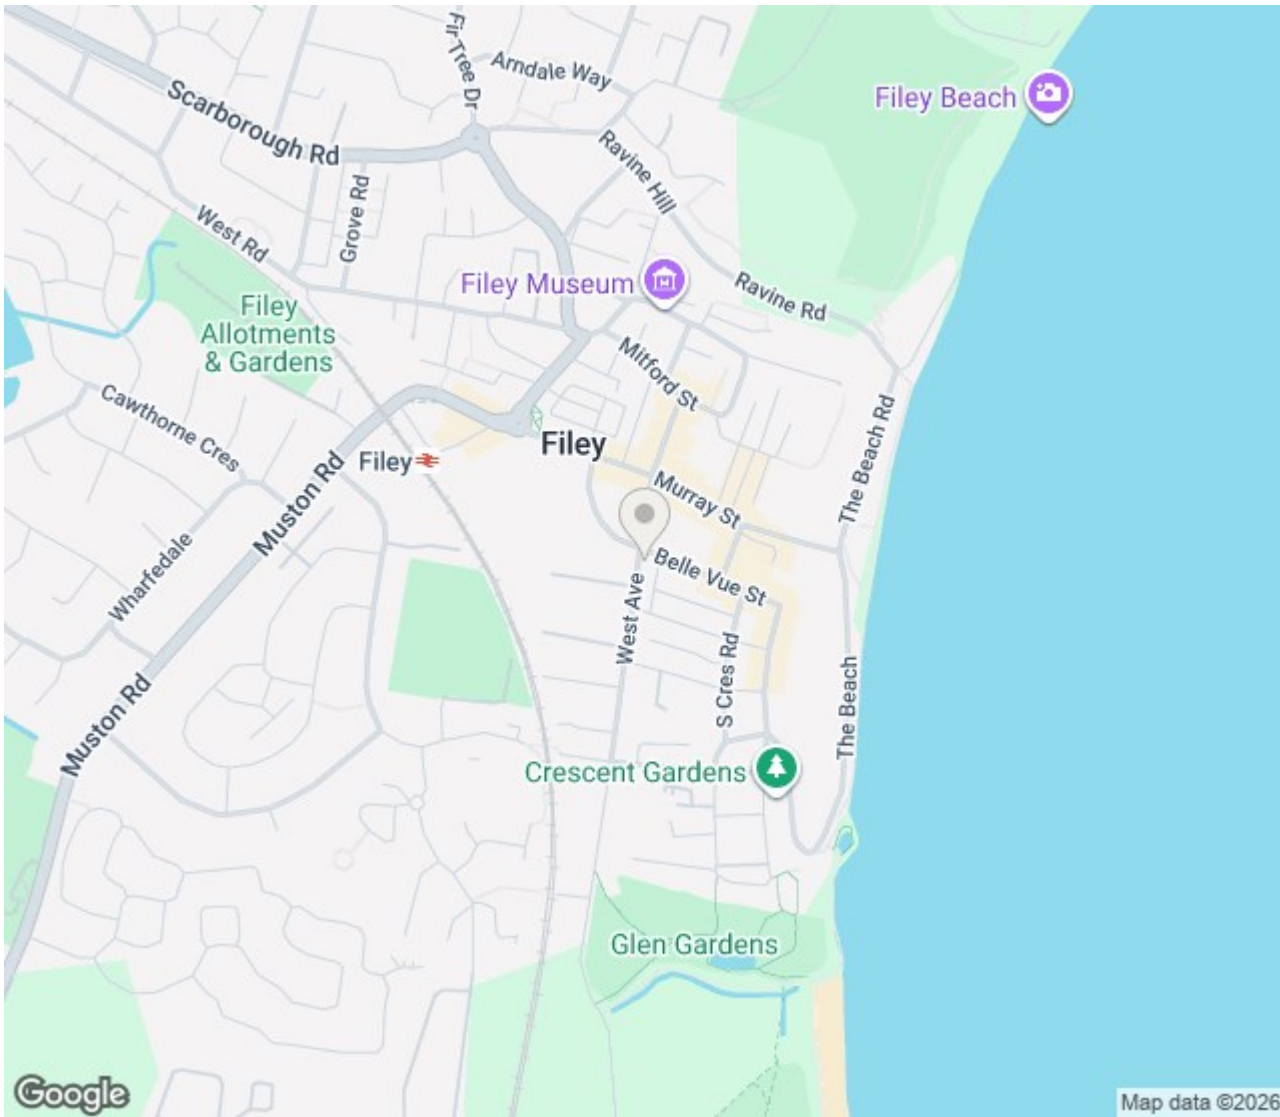 Fir Tree Dr
Arndale Way
Scarborough Rd
Filey Beach
Ravine Hill
Grove Rd
West Rd
Filey Museum
Ravine Rd
Filey
Allotments
& Gardens
Mitford St
Cawthorne Cres
The Beach Rd
Filey
Filey
Muston Rd
Murray St
Wharfedale
Belle Vue St
West Ave
S Cres Rd
The Beach
Muston Rd
Crescent Gardens
Glen Gardens
Google
Map data ©2026